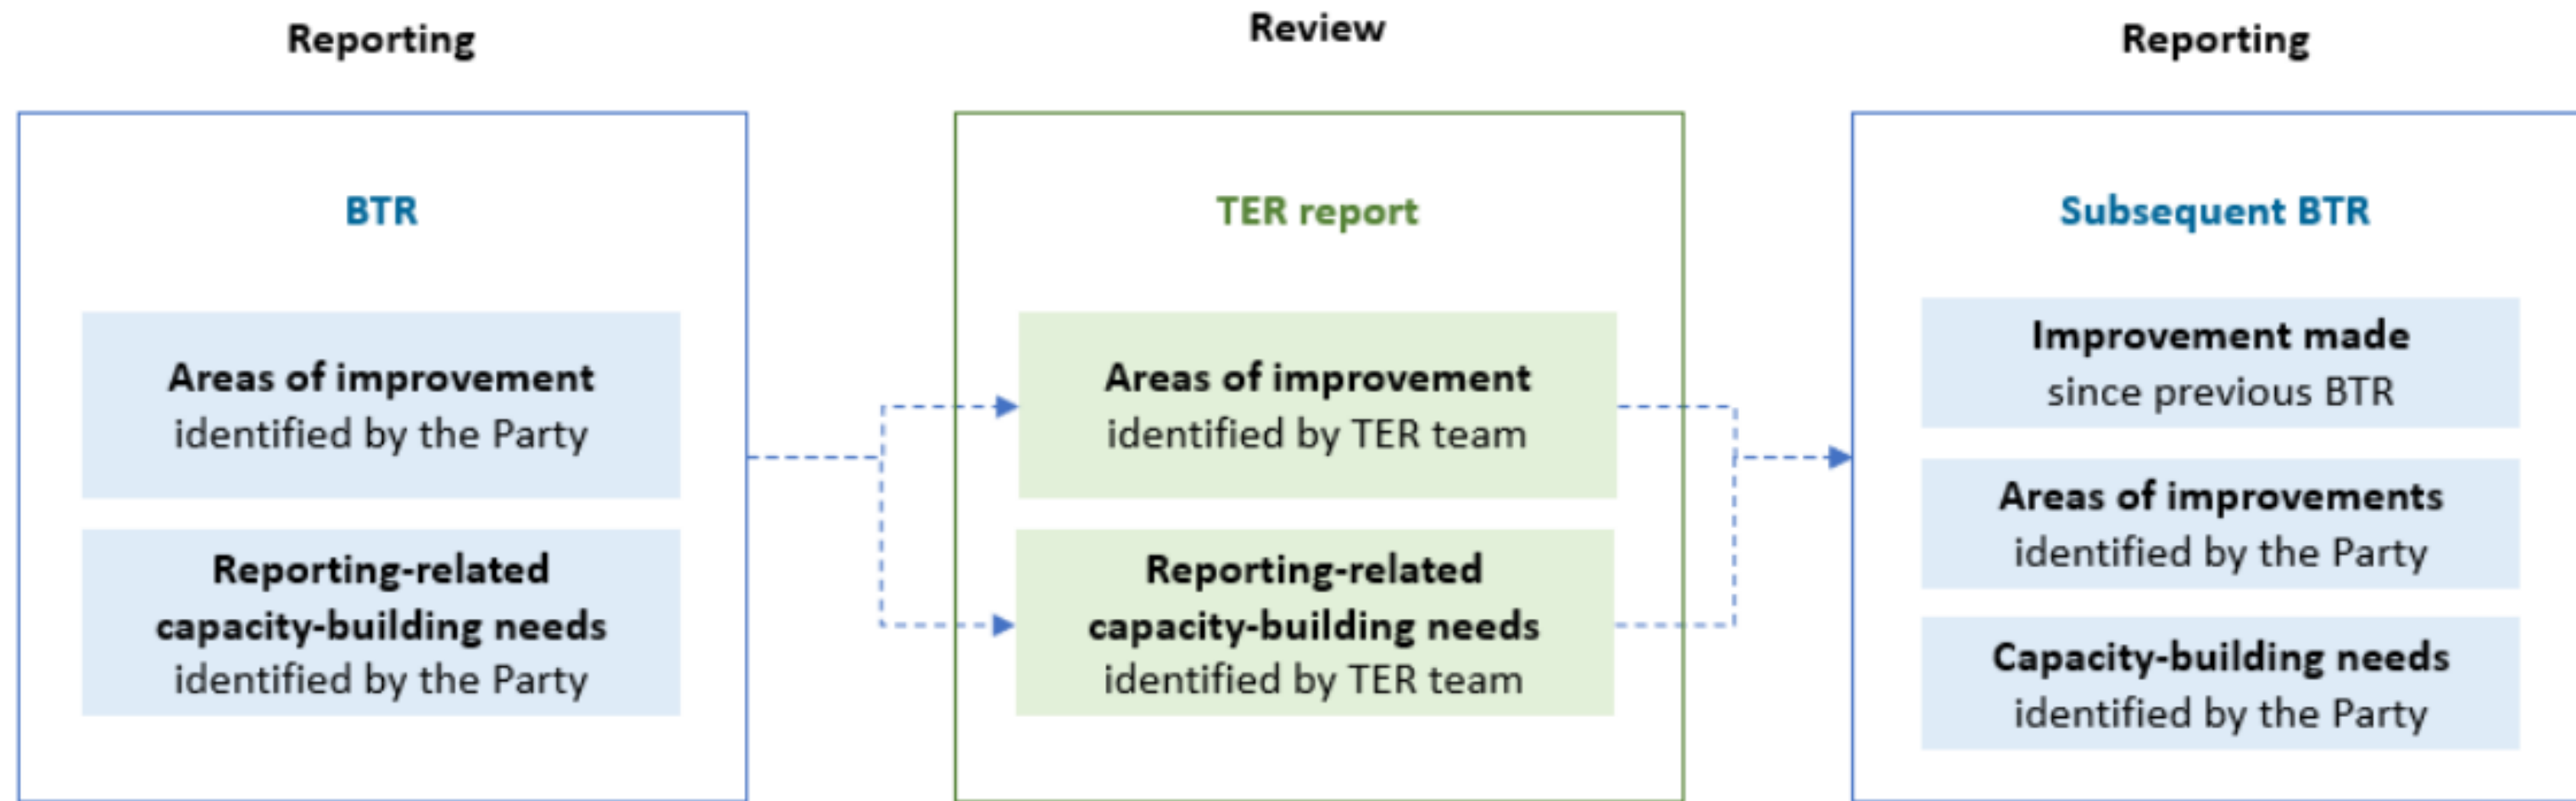 Reporting
BTR
Areas of improvement
identified by the Party
Reporting-related
capacity-building needs
identified by the Party
Review
TER report
Areas of improvement
identified by TER team
Reporting-related
capacity-building needs
identified by TER team
Reporting
Subsequent BTR
Improvement made
since previous BTR
Areas of improvements
identified by the Party
Capacity-building needs
identified by the Party